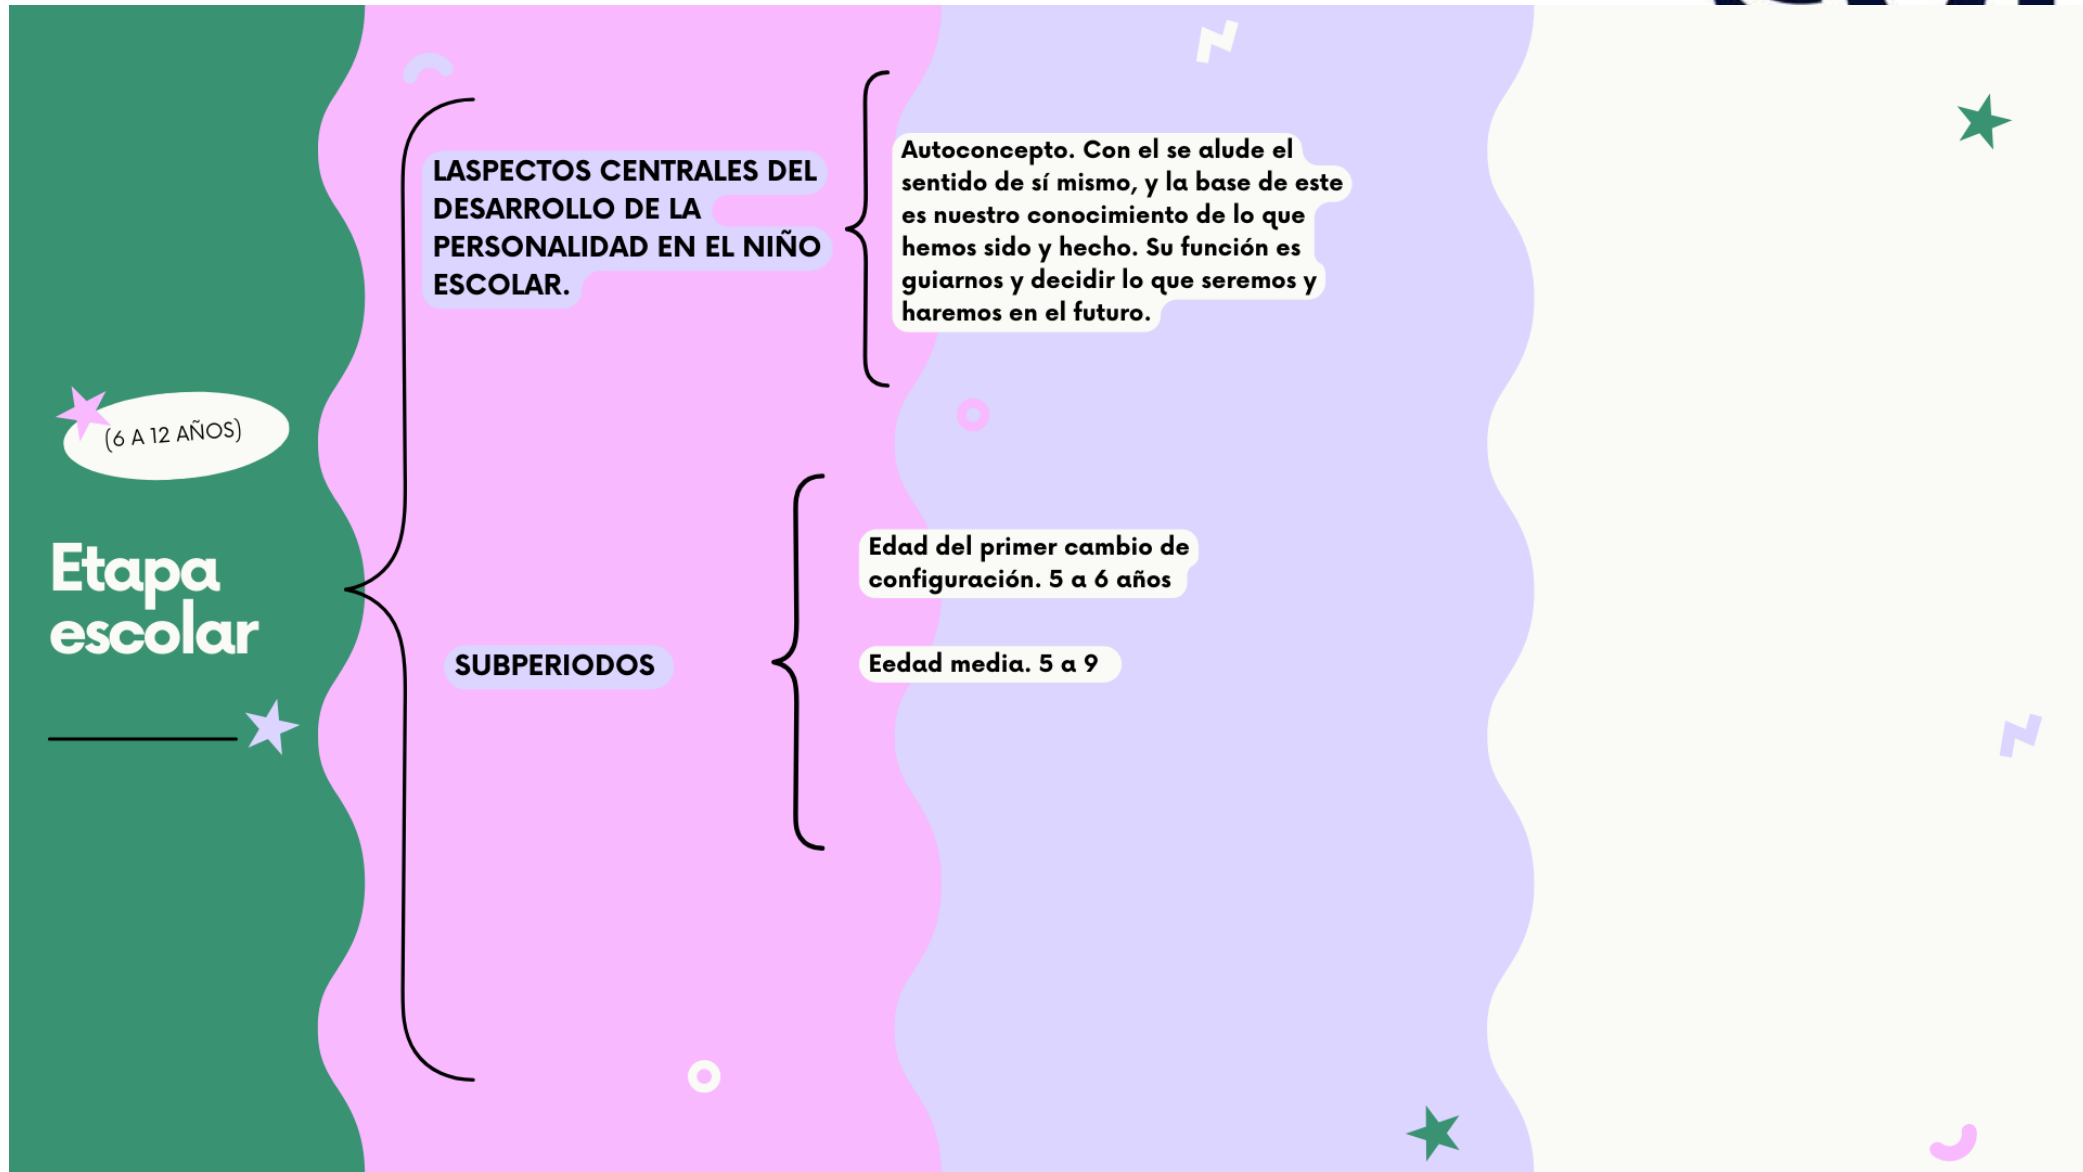 (6 A 12 AÑOS)
Etapa
escolar
LASPECTOS CENTRALES DEL
DESARROLLO DE LA
PERSONALIDAD EN EL NIÑO
ESCOLAR.
Autoconcepto. Con el se alude el
sentido de sí mismo, y la base de este
es nuestro conocimiento de lo que
hemos sido y hecho. Su función es
guiarnos y decidir lo que seremos y
haremos en el futuro.
SUBPERIODOS
Edad del primer cambio de
configuración. 5 a 6 años
Eedad media. 5 a 9